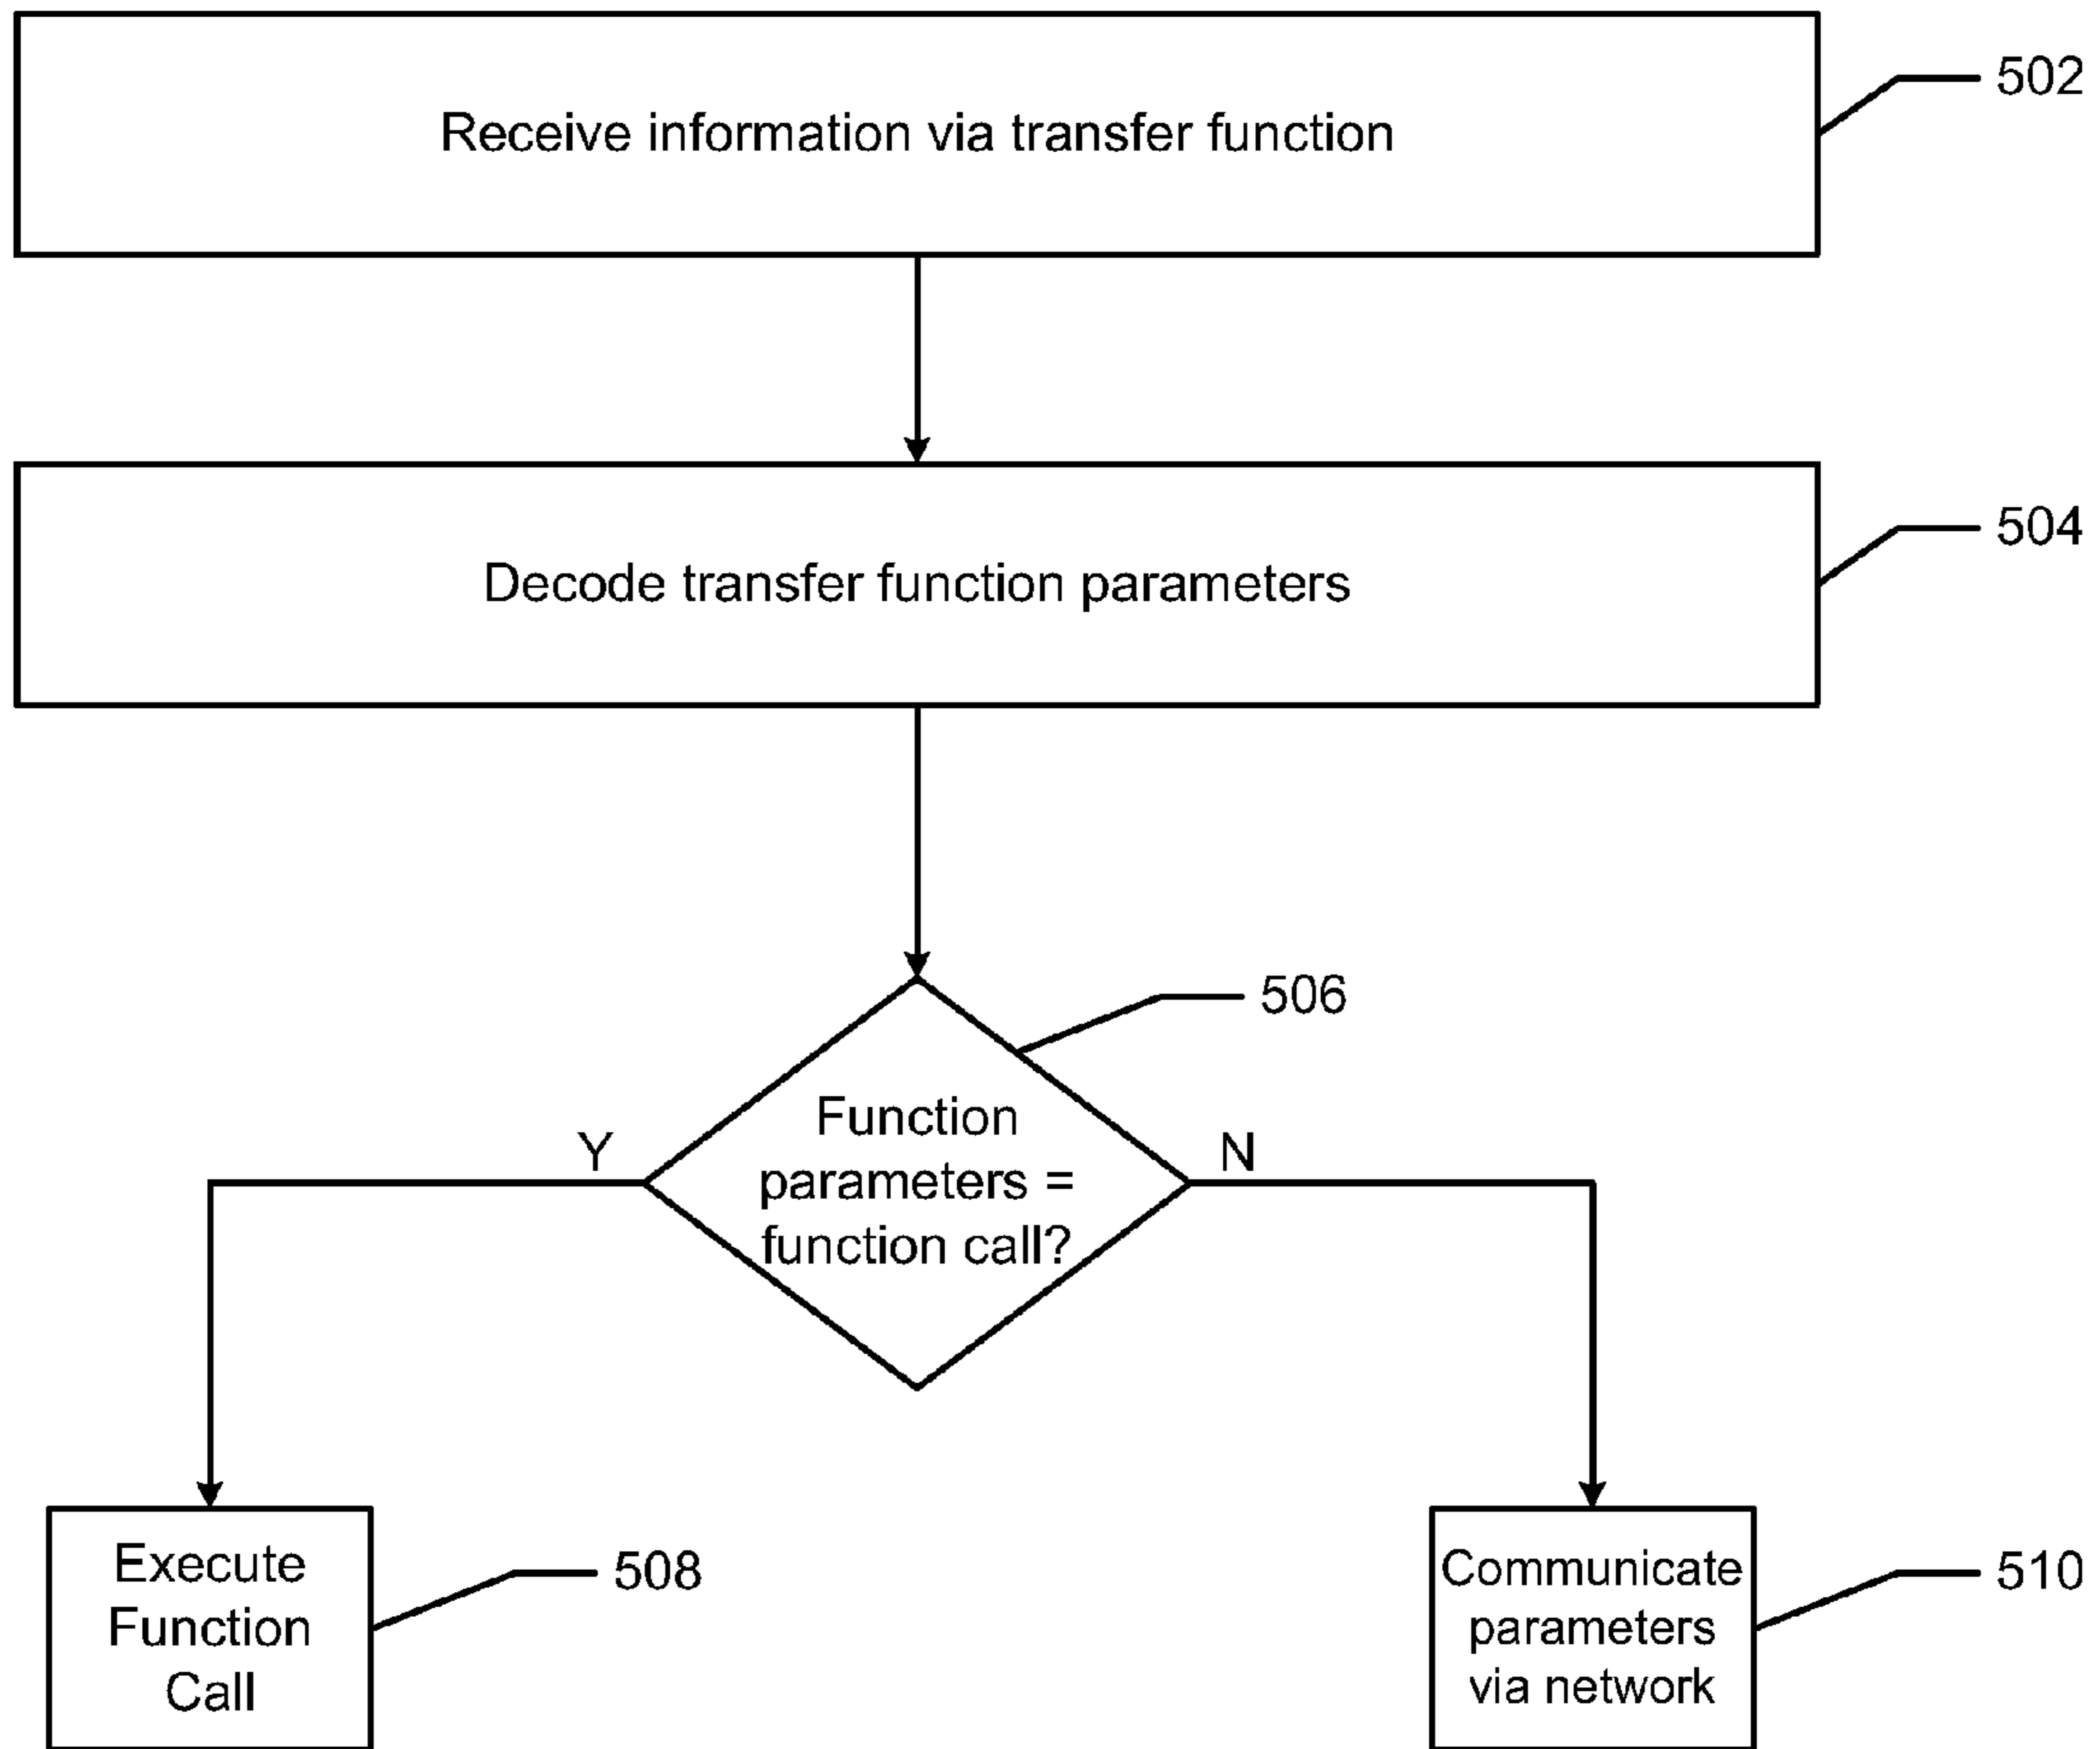 Receive information via transfer function
502
Decode transfer function parameters
504
506
Function
parameters =
function call?
Y
N
Execute
Function
Call
508
Communicate
parameters
via network
510